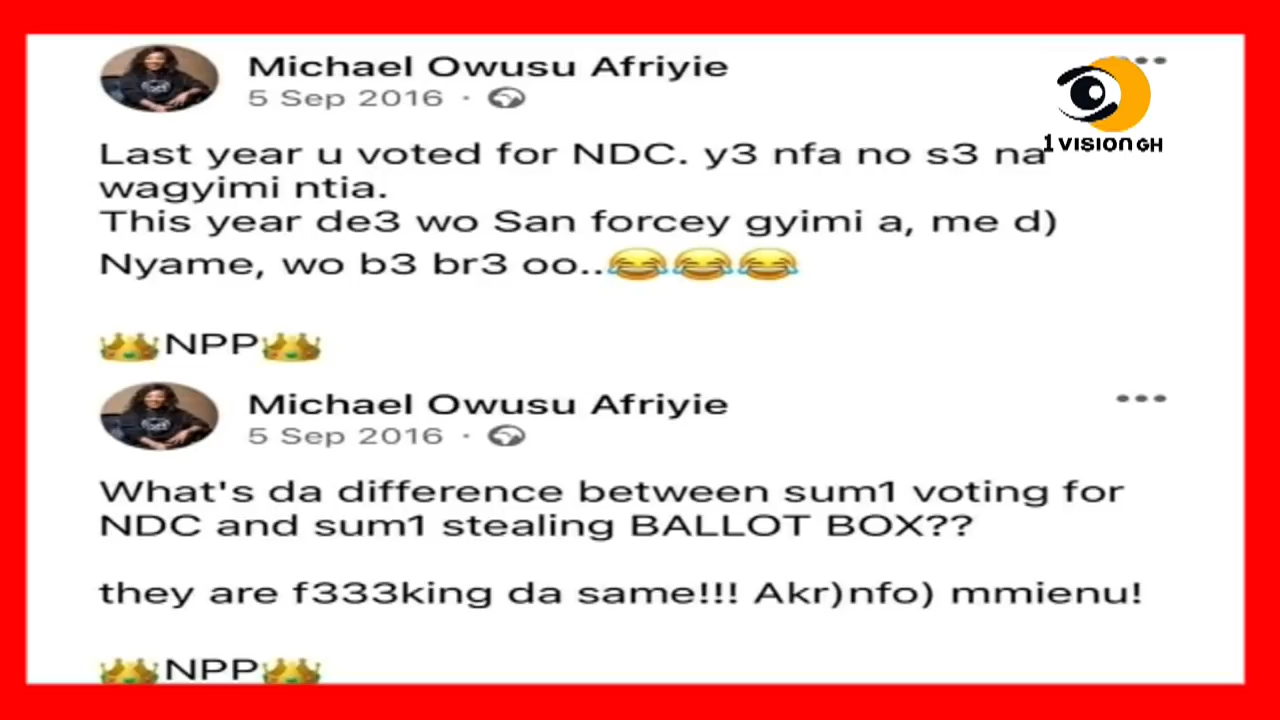 Michael Owusu Afriyie
5 Sep 2016 ·
1 VISION GH
Last year u voted for NDC. y3 nfa no s3 na
wagyimi ntia.
This year de3 wo San forcey gyimi a, me d)
Nyame, wo b3 br3 oo..😂😂😂
👑NPP👑
Michael Owusu Afriyie
5 Sep 2016 ·
What's da difference between sum1 voting for
NDC and sum1 stealing BALLOT BOX??
they are f333king da same!!! Akr)nfo) mmienu!
👑NPP👑